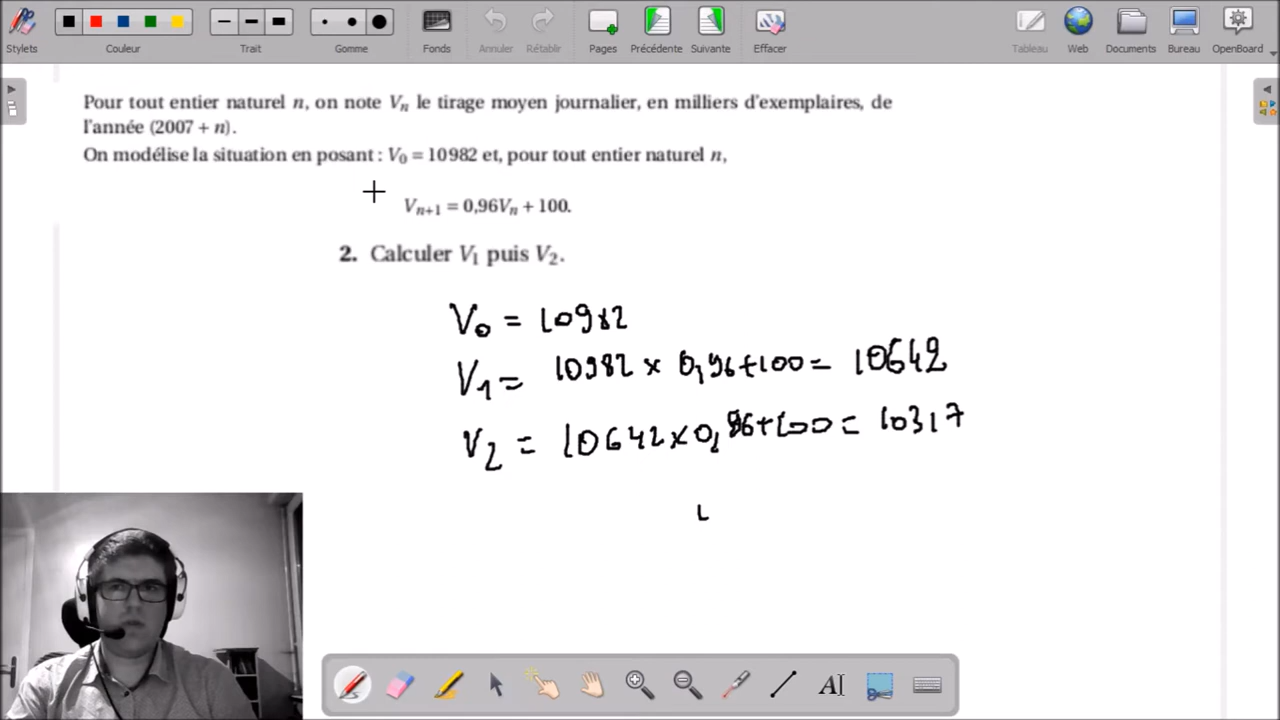 Stylets
Couleur
Trait
Gomme
Fonds
Annuler
Rétablir
Pages
Précédente
Suivante
Effacer
Tableau
Web
Documents
Bureau
OpenBoard
Pour tout entier naturel n, on note Vn le tirage moyen journalier, en milliers d'exemplaires, de
l'année (2007 + n).
On modélise la situation en posant : V0 = 10 982 et, pour tout entier naturel n,
Vn+1 = 0,96Vn + 100.
2. Calculer V1 puis V2.
V0 = 10982
V1 = 10982 × 0,96+100 = 10642
V2 = 10642×0,96+100 = 10317
AI